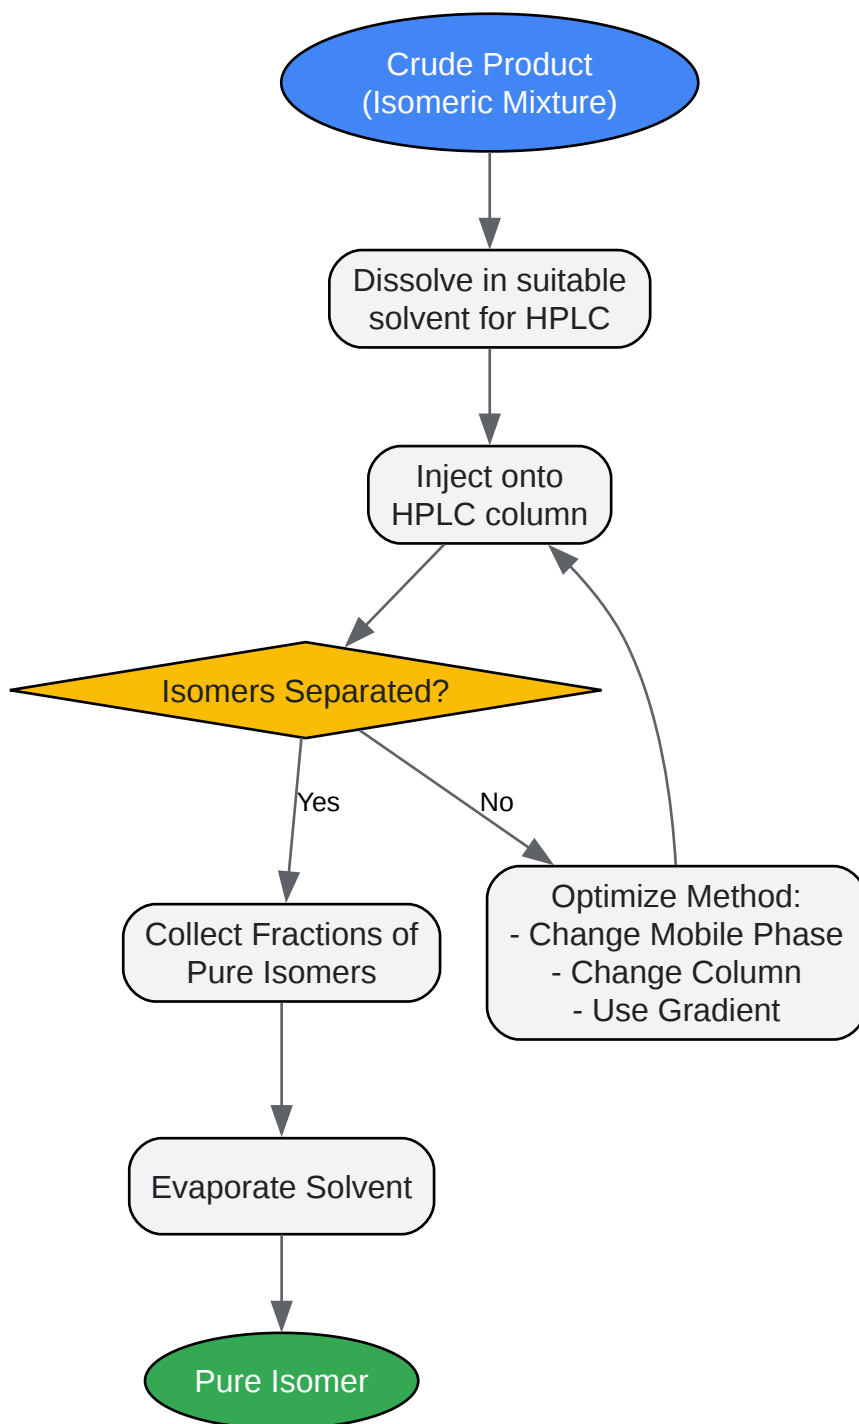 Crude Product
(Isomeric Mixture)
Dissolve in suitable
solvent for HPLC
Inject onto
HPLC column
Isomers Separated?
Yes
No
Collect Fractions of
Pure Isomers
Optimize Method:
- Change Mobile Phase
- Change Column
- Use Gradient
Evaporate Solvent
Pure Isomer